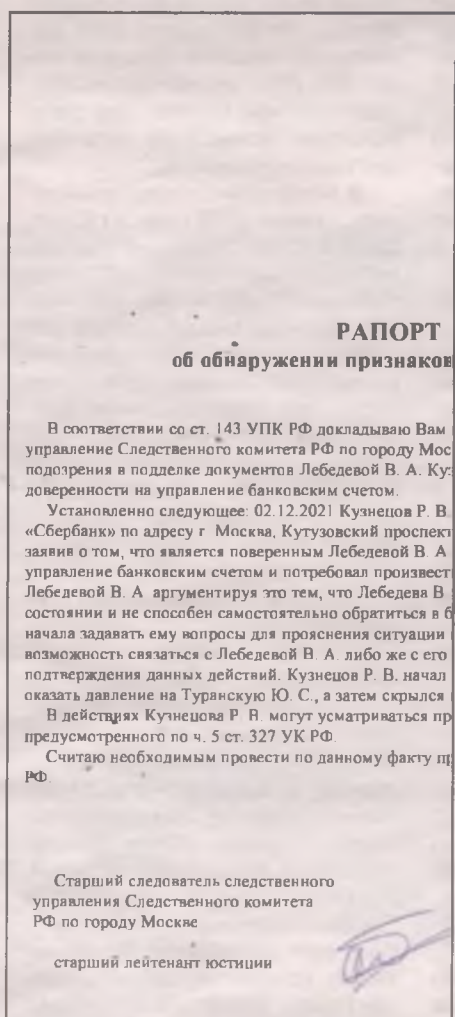 РАПОРТ
об обнаружении признаков
В соответствии со ст. 143 УПК РФ докладываю Вам
управление Следственного комитета РФ по городу Мос
подозрения в подделке документов Лебедевой В. А. Куз
доверенности на управление банковским счетом.
Установленно следующее: 02.12.2021 Кузнецов Р. В
«Сбербанк» по адресу г Москва, Кутузовский проспект
заявив о том, что является поверенным Лебедевой В. А
управление банковским счетом и потребовал произвест
Лебедевой В. А аргументируя это тем, что Лебедева В
состоянии и не способен самостоятельно обратиться в б
начала задавать ему вопросы для прояснения ситуации
возможность связаться с Лебедевой В. А. либо же с его
подтверждения данных действий. Кузнецов Р. В. начал
оказать давление на Туранскую Ю. С., а затем скрылся
В действиях Кучнецова Р. В. могут усматриваться пр
предусмотренного по ч. 5 ст. 327 УК РФ
Считаю необходимым провести по данному факту пр
РФ.
Старший следователь следственного
управления Следственного комитета
РФ по городу Москве
старший лейтенант юстиции